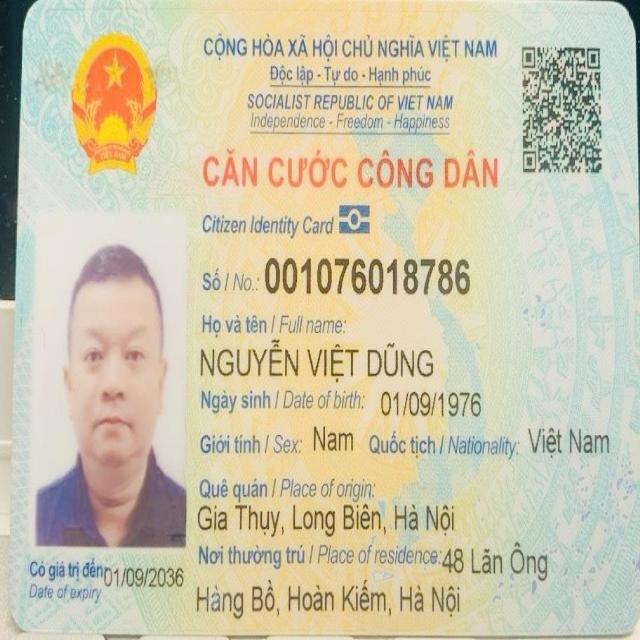 CỘNG HÒA XÃ HỘI CHỦ NGHĨA VIỆT NAM
Độc lập - Tự do - Hạnh phúc
SOCIALIST REPUBLIC OF VIET NAM
Independence - Freedom - Happiness
CĂN CƯỚC CÔNG DÂN
Citizen Identity Card
Số / No.: 001076018786
Họ và tên / Full name:
NGUYỄN VIỆT DŨNG
Ngày sinh / Date of birth: 01/09/1976
Giới tính / Sex: Nam Quốc tịch / Nationality: Việt Nam
Quê quán / Place of origin:
Gia Thụy, Long Biên, Hà Nội
Nơi thường trú / Place of residence: 48 Lãn Ông
Hàng Bồ, Hoàn Kiếm, Hà Nội
Có giá trị đến: 01/09/2036
Date of expiry